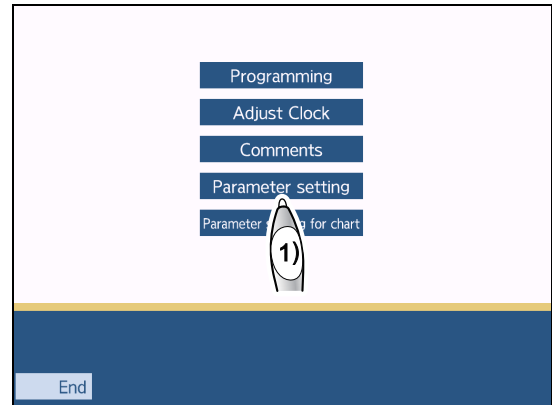 Programming
Adjust Clock
Comments
Parameter setting
Parameter s g for chart
1)
End